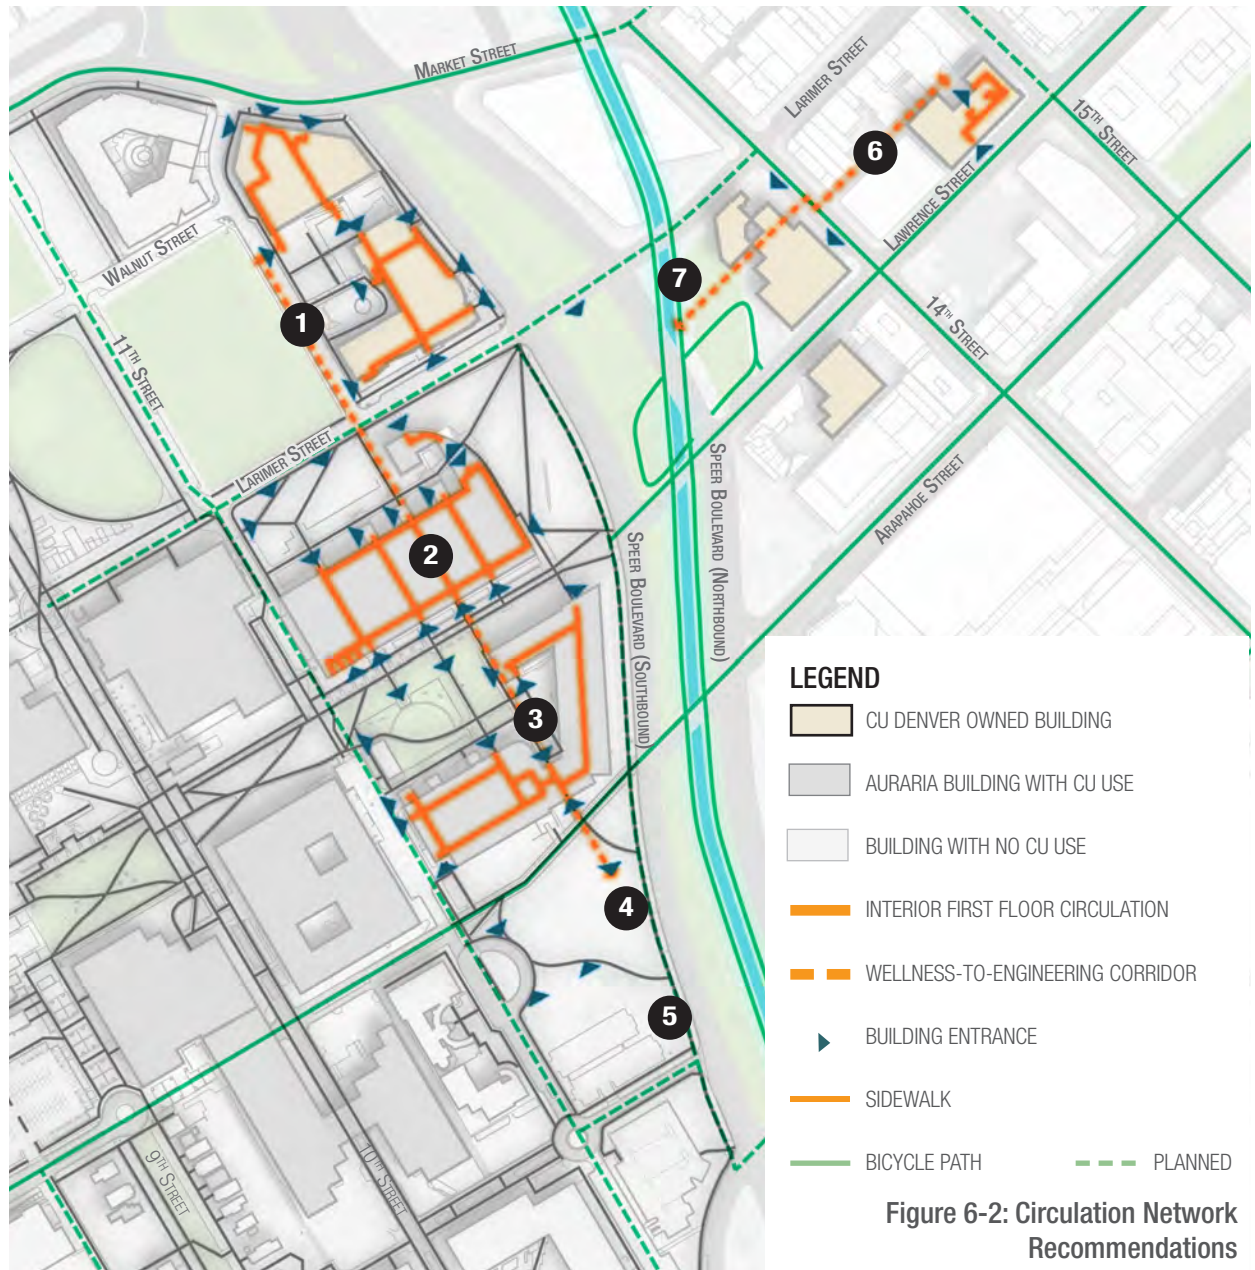 MARKET STREET
LARIMER STREET
15TH STREET
6
LAWRENCE STREET
WALNUT STREET
7
1
14TH STREET
11TH STREET
LARIMER STREET
SPEER BOULEVARD (NORTHBOUND)
ARAPAHOE STREET
2
SPEER BOULEVARD (SOUTHBOUND)
3
4
5
9TH STREET
10TH STREET
LEGEND
CU DENVER OWNED BUILDING
AURARIA BUILDING WITH CU USE
BUILDING WITH NO CU USE
INTERIOR FIRST FLOOR CIRCULATION
WELLNESS-TO-ENGINEERING CORRIDOR
BUILDING ENTRANCE
SIDEWALK
BICYCLE PATH
PLANNED
Figure 6-2: Circulation Network
Recommendations